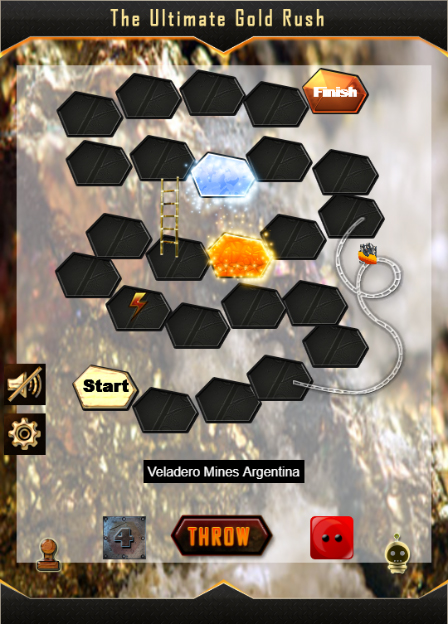 The Ultimate Gold Rush
Finish
Start
Veladero Mines Argentina
4
THROW